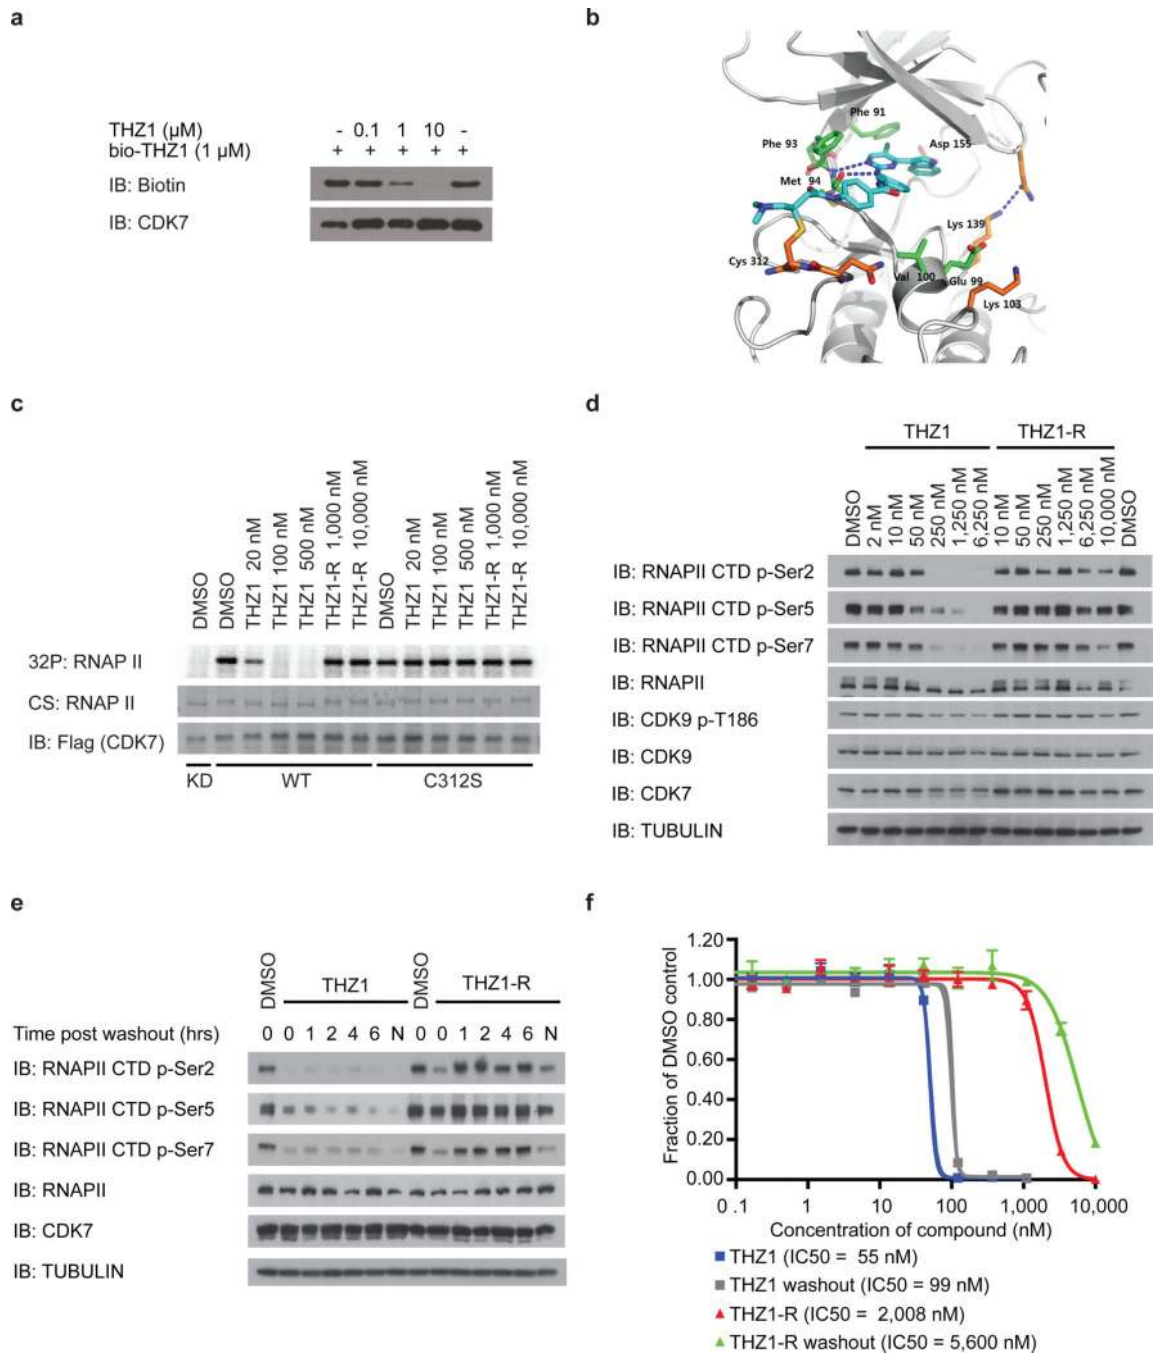 a
THZ1 (µM) - 0.1 1 10 -
bio-THZ1 (1 µM) + + + + +
IB: Biotin
IB: CDK7
b
Phe 91
Phe 93
Asp 155
Met 94
Lys 139
Cys 312
Val 100
Glu 99
Lys 103
c
DMSO
DMSO
THZ1 20 nM
THZ1 100 nM
THZ1 500 nM
THZ1-R 1,000 nM
THZ1-R 10,000 nM
DMSO
THZ1 20 nM
THZ1 100 nM
THZ1 500 nM
THZ1-R 1,000 nM
THZ1-R 10,000 nM
32P: RNAP II
CS: RNAP II
IB: Flag (CDK7)
KD WT C312S
d
THZ1 THZ1-R
DMSO
2 nM
10 nM
50 nM
250 nM
1,250 nM
6,250 nM
10 nM
50 nM
250 nM
1,250 nM
6,250 nM
10,000 nM
DMSO
IB: RNAPII CTD p-Ser2
IB: RNAPII CTD p-Ser5
IB: RNAPII CTD p-Ser7
IB: RNAPII
IB: CDK9 p-T186
IB: CDK9
IB: CDK7
IB: TUBULIN
e
DMSO THZ1 DMSO THZ1-R
Time post washout (hrs) 0 0 1 2 4 6 N 0 0 1 2 4 6 N
IB: RNAPII CTD p-Ser2
IB: RNAPII CTD p-Ser5
IB: RNAPII CTD p-Ser7
IB: RNAPII
IB: CDK7
IB: TUBULIN
f
Fraction of DMSO control
1.20
1.00
0.80
0.60
0.40
0.20
0.00
0 1 1 10 100 1,000 10,000
Concentration of compound (nM)
THZ1 (IC50 = 55 nM)
THZ1 washout (IC50 = 99 nM)
THZ1-R (IC50 = 2,008 nM)
THZ1-R washout (IC50 = 5,600 nM)